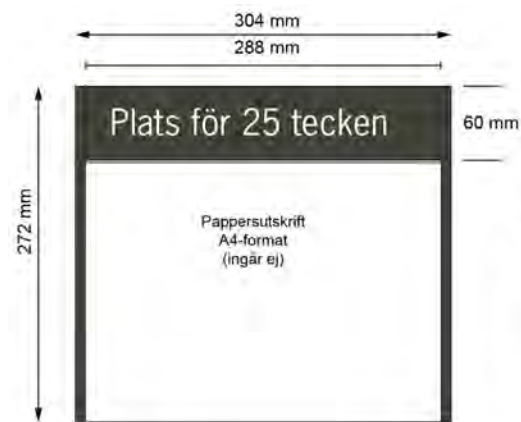 304 mm
288 mm
Plats för 25 tecken
60 mm
272 mm
Pappersutskrift
A4-format
(ingår ej)